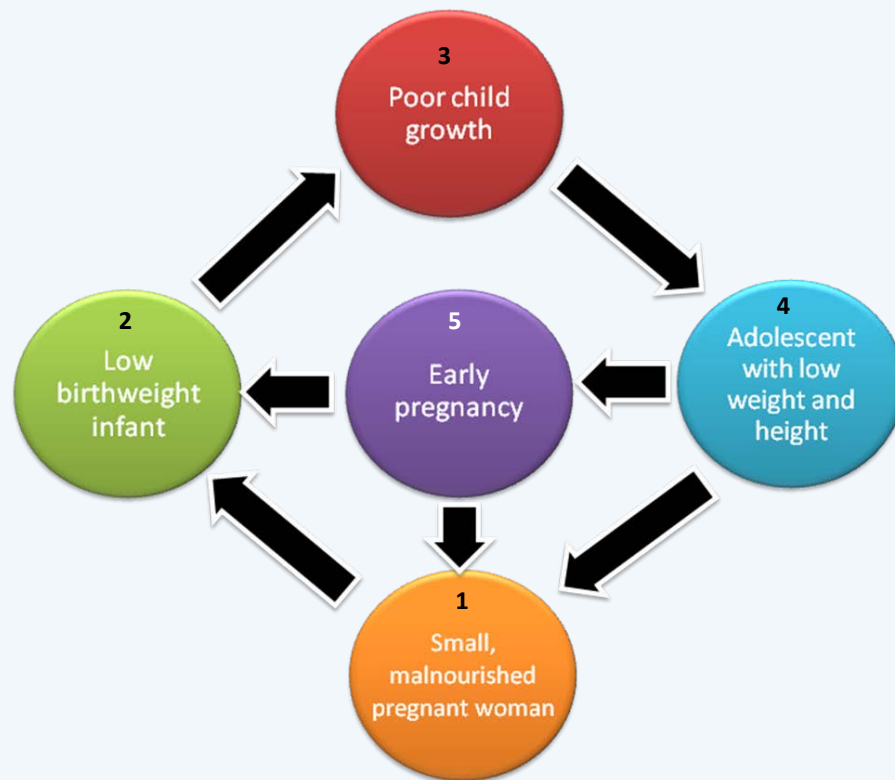 3
Poor child
growth
2
Low
birthweight
infant
5
Early
pregnancy
4
Adolescent
with low
weight and
height
1
Small,
malnourished
pregnant woman